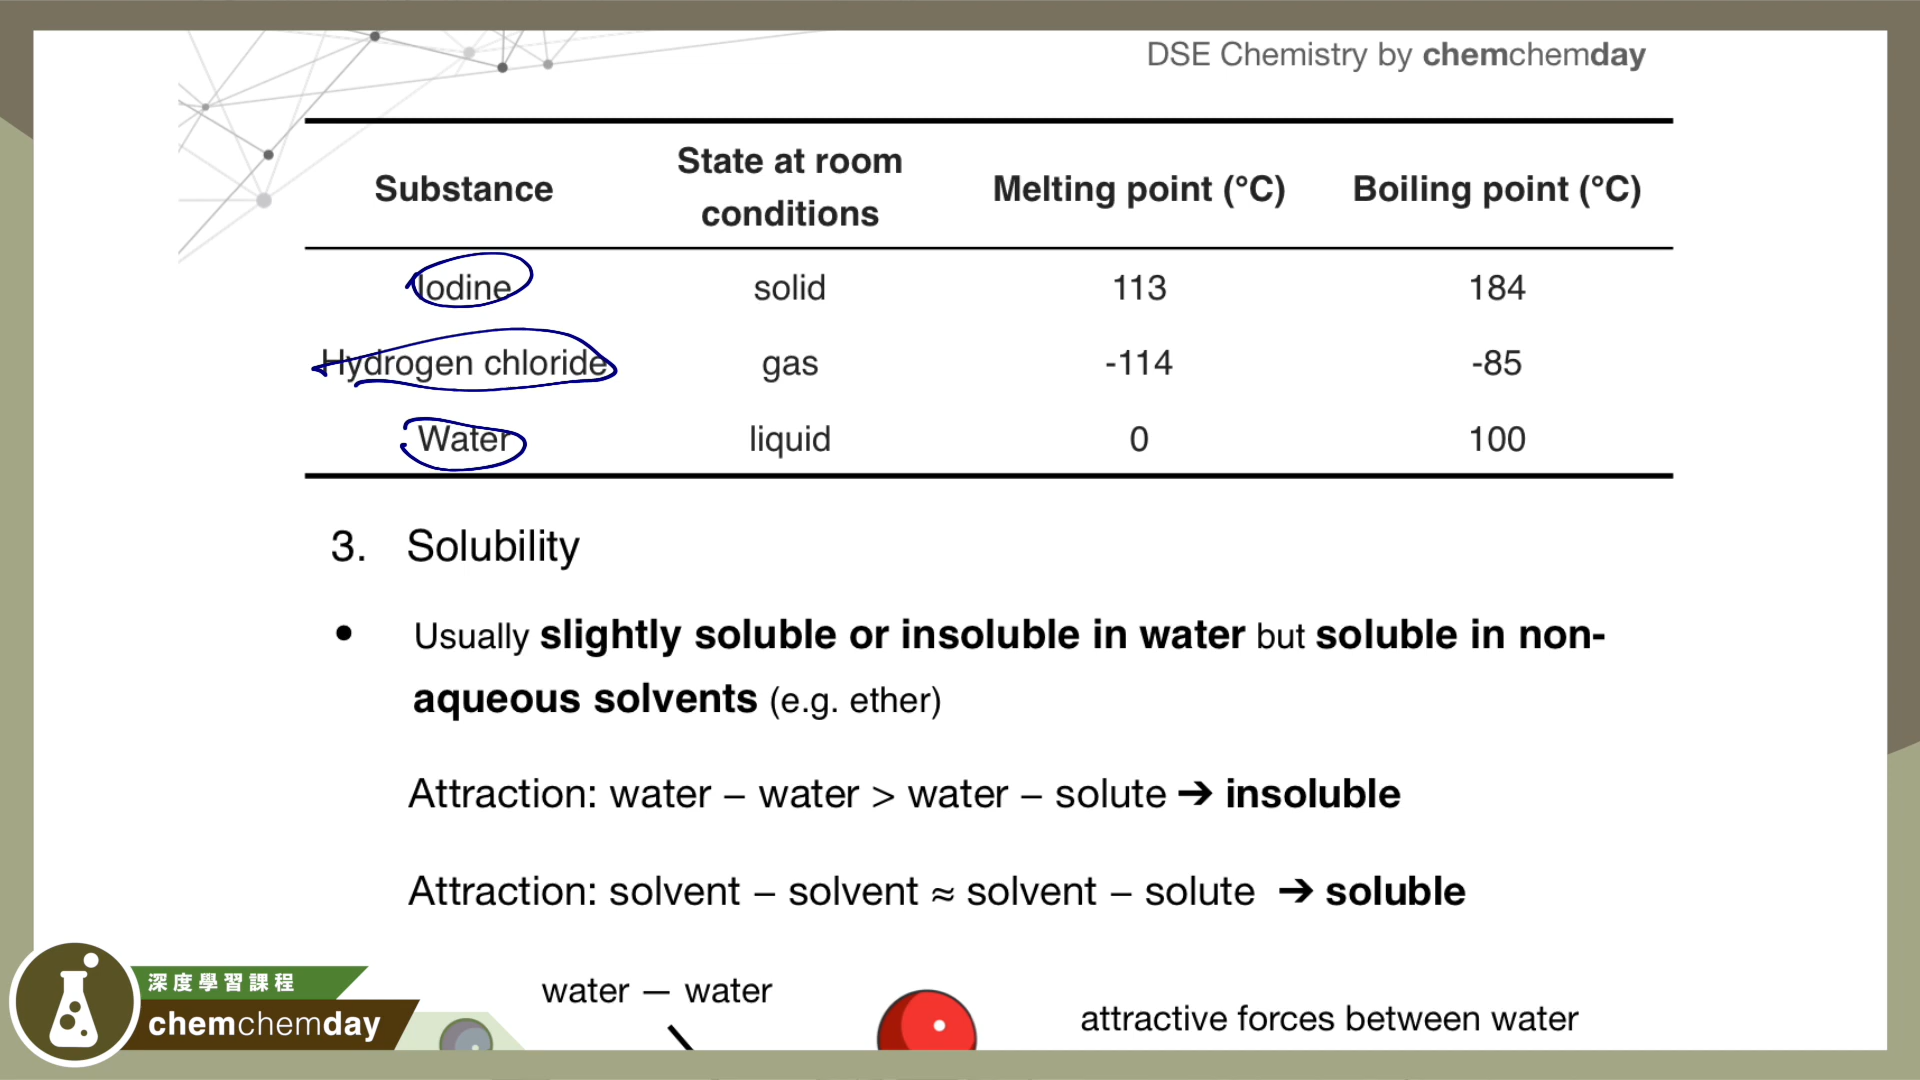 DSE Chemistry by chemchemday
Substance State at room conditions Melting point (°C) Boiling point (°C)
Iodine solid 113 184
Hydrogen chloride gas -114 -85
Water liquid 0 100
3. Solubility
• Usually slightly soluble or insoluble in water but soluble in non-
aqueous solvents (e.g. ether)
Attraction: water – water > water – solute ➔ insoluble
Attraction: solvent – solvent ≈ solvent – solute ➔ soluble
water — water
attractive forces between water
深度學習課程
chemchemday